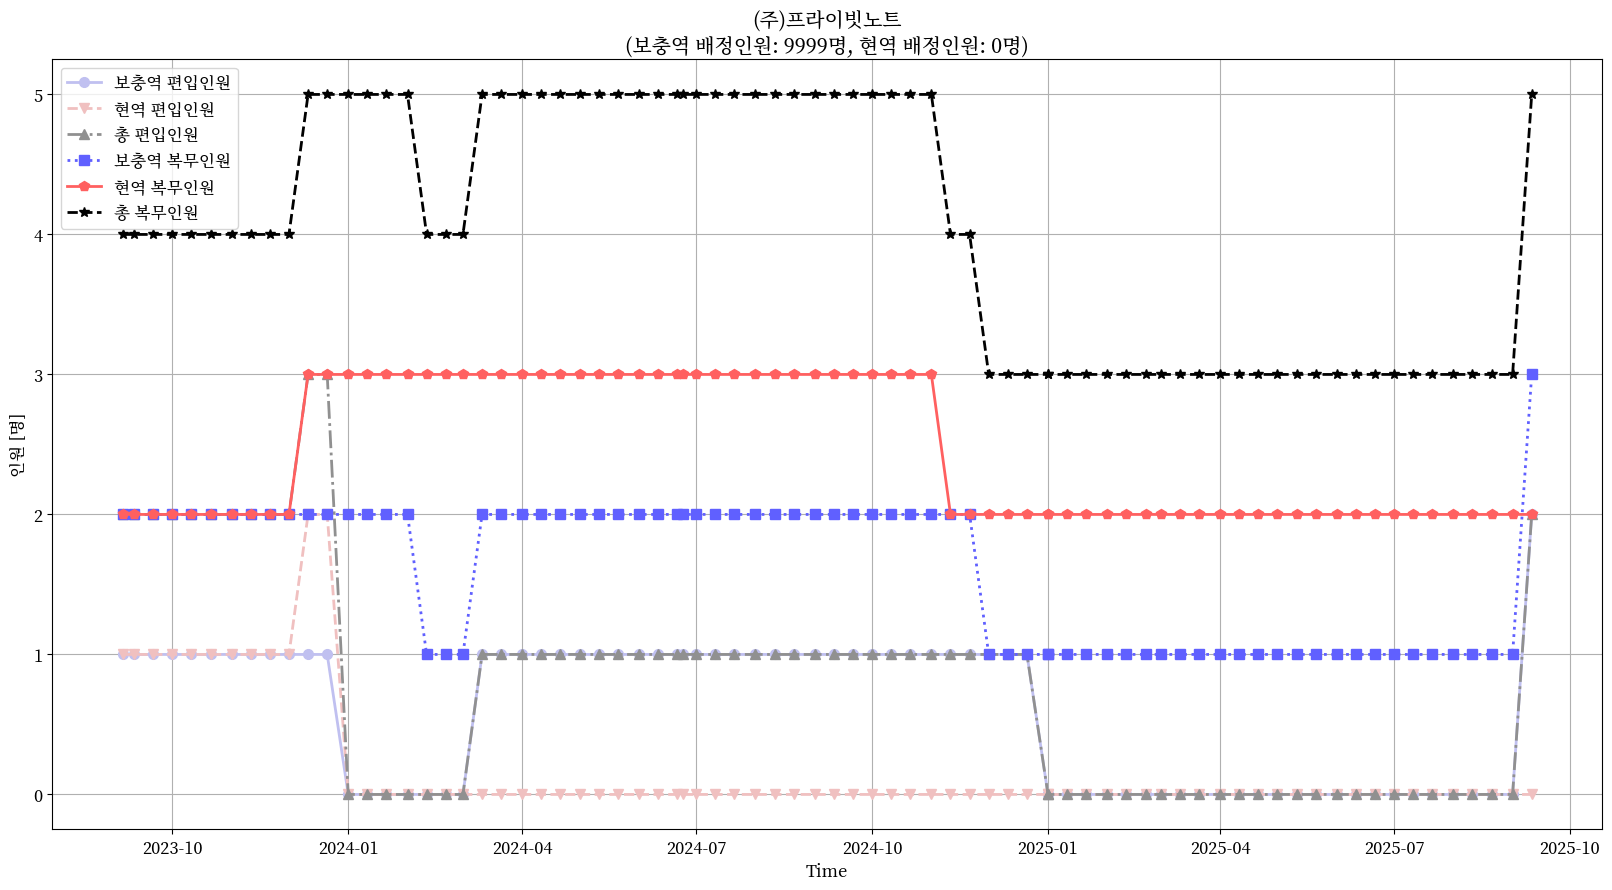 (주)프라이빗노트
(보충역 배정인원: 9999명, 현역 배정인원: 0명)
보충역 편입인원
현역 편입인원
총 편입인원
보충역 복무인원
현역 복무인원
총 복무인원
인원 [명]
5
4
3
2
1
0
2023-10
2024-01
2024-04
2024-07
2024-10
2025-01
2025-04
2025-07
2025-10
Time